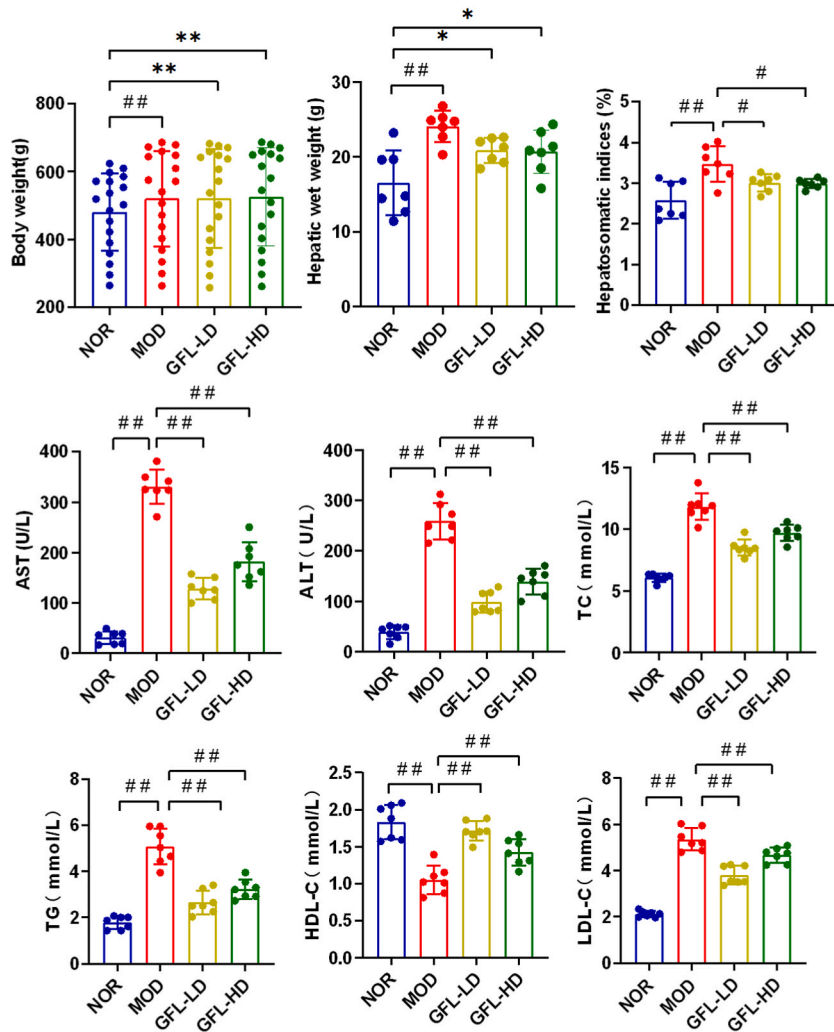 **
**
##
Body weight(g)
800
600
400
200
NOR
MOD
GFL-LD
GFL-HD
*
*
##
Hepatic wet weight (g)
30
20
10
0
NOR
MOD
GFL-LD
GFL-HD
#
##
#
Hepatosomatic indices (%)
5
4
3
2
1
0
NOR
MOD
GFL-LD
GFL-HD
##
##
##
AST (U/L)
400
300
200
100
0
NOR
MOD
GFL-LD
GFL-HD
##
##
##
ALT( U/L)
400
300
200
100
0
NOR
MOD
GFL-LD
GFL-HD
##
##
##
TC( mmol/L)
15
10
5
0
NOR
MOD
GFL-LD
GFL-HD
##
##
##
TG( mmol/L)
8
6
4
2
0
NOR
MOD
GFL-LD
GFL-HD
##
##
##
HDL-C( mmol/L)
2.5
2.0
1.5
1.0
0.5
0.0
NOR
MOD
GFL-LD
GFL-HD
##
##
##
LDL-C( mmol/L)
8
6
4
2
0
NOR
MOD
GFL-LD
GFL-HD